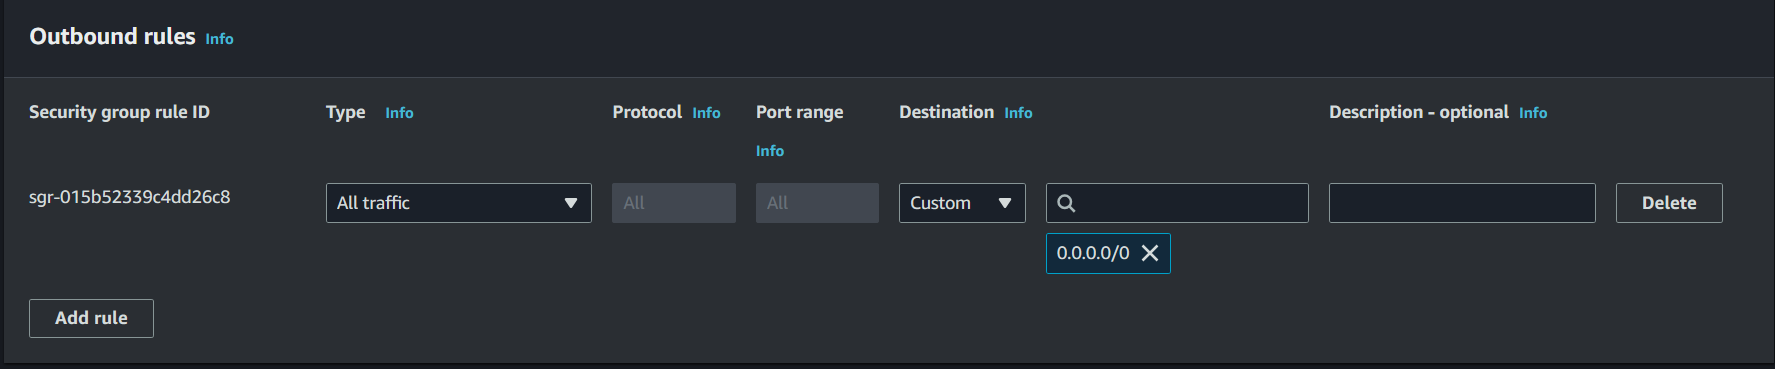 Outbound rules Info
Security group rule ID Type Info Protocol Info Port range Info Destination Info Description - optional Info
sgr-015b52339c4dd26c8 All traffic All All Custom Delete
0.0.0.0/0
Add rule